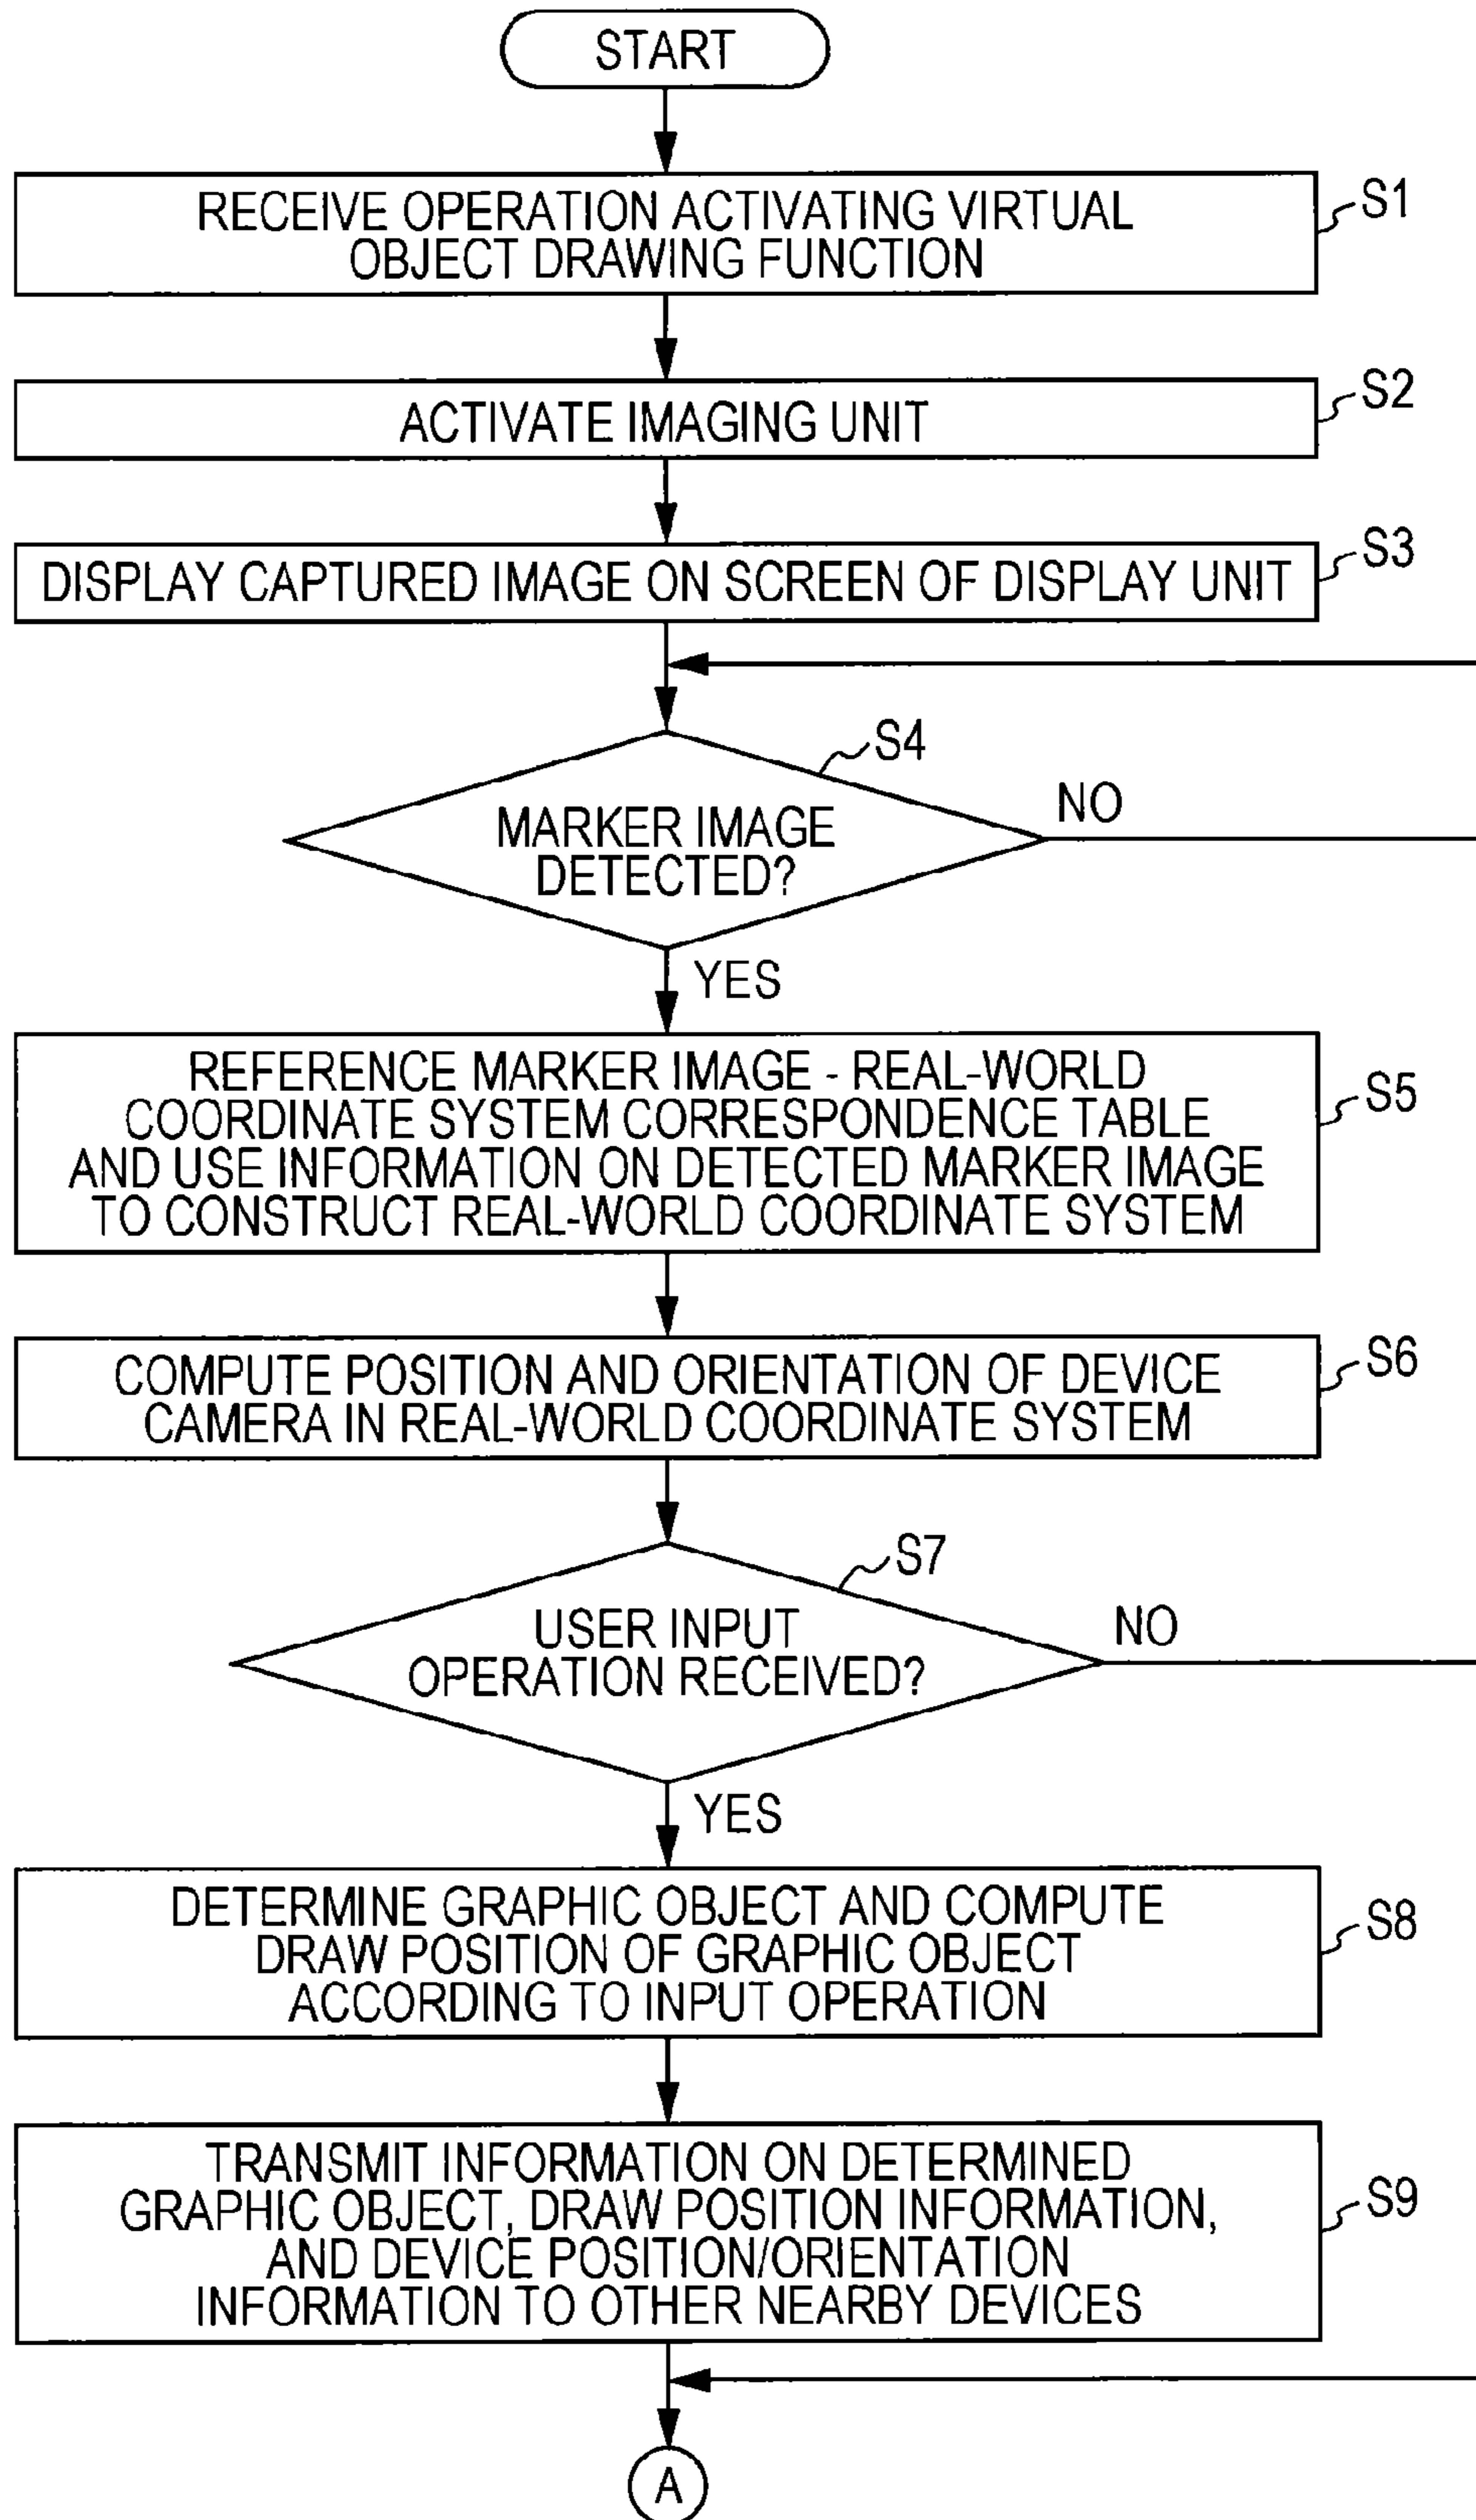 START
RECEIVE OPERATION ACTIVATING VIRTUAL
OBJECT DRAWING FUNCTION
S1
ACTIVATE IMAGING UNIT
S2
DISPLAY CAPTURED IMAGE ON SCREEN OF DISPLAY UNIT
S3
S4
MARKER IMAGE
DETECTED?
NO
YES
REFERENCE MARKER IMAGE - REAL-WORLD
COORDINATE SYSTEM CORRESPONDENCE TABLE
AND USE INFORMATION ON DETECTED MARKER IMAGE
TO CONSTRUCT REAL-WORLD COORDINATE SYSTEM
S5
COMPUTE POSITION AND ORIENTATION OF DEVICE
CAMERA IN REAL-WORLD COORDINATE SYSTEM
S6
S7
USER INPUT
OPERATION RECEIVED?
NO
YES
DETERMINE GRAPHIC OBJECT AND COMPUTE
DRAW POSITION OF GRAPHIC OBJECT
ACCORDING TO INPUT OPERATION
S8
TRANSMIT INFORMATION ON DETERMINED
GRAPHIC OBJECT, DRAW POSITION INFORMATION,
AND DEVICE POSITION/ORIENTATION
INFORMATION TO OTHER NEARBY DEVICES
S9
A